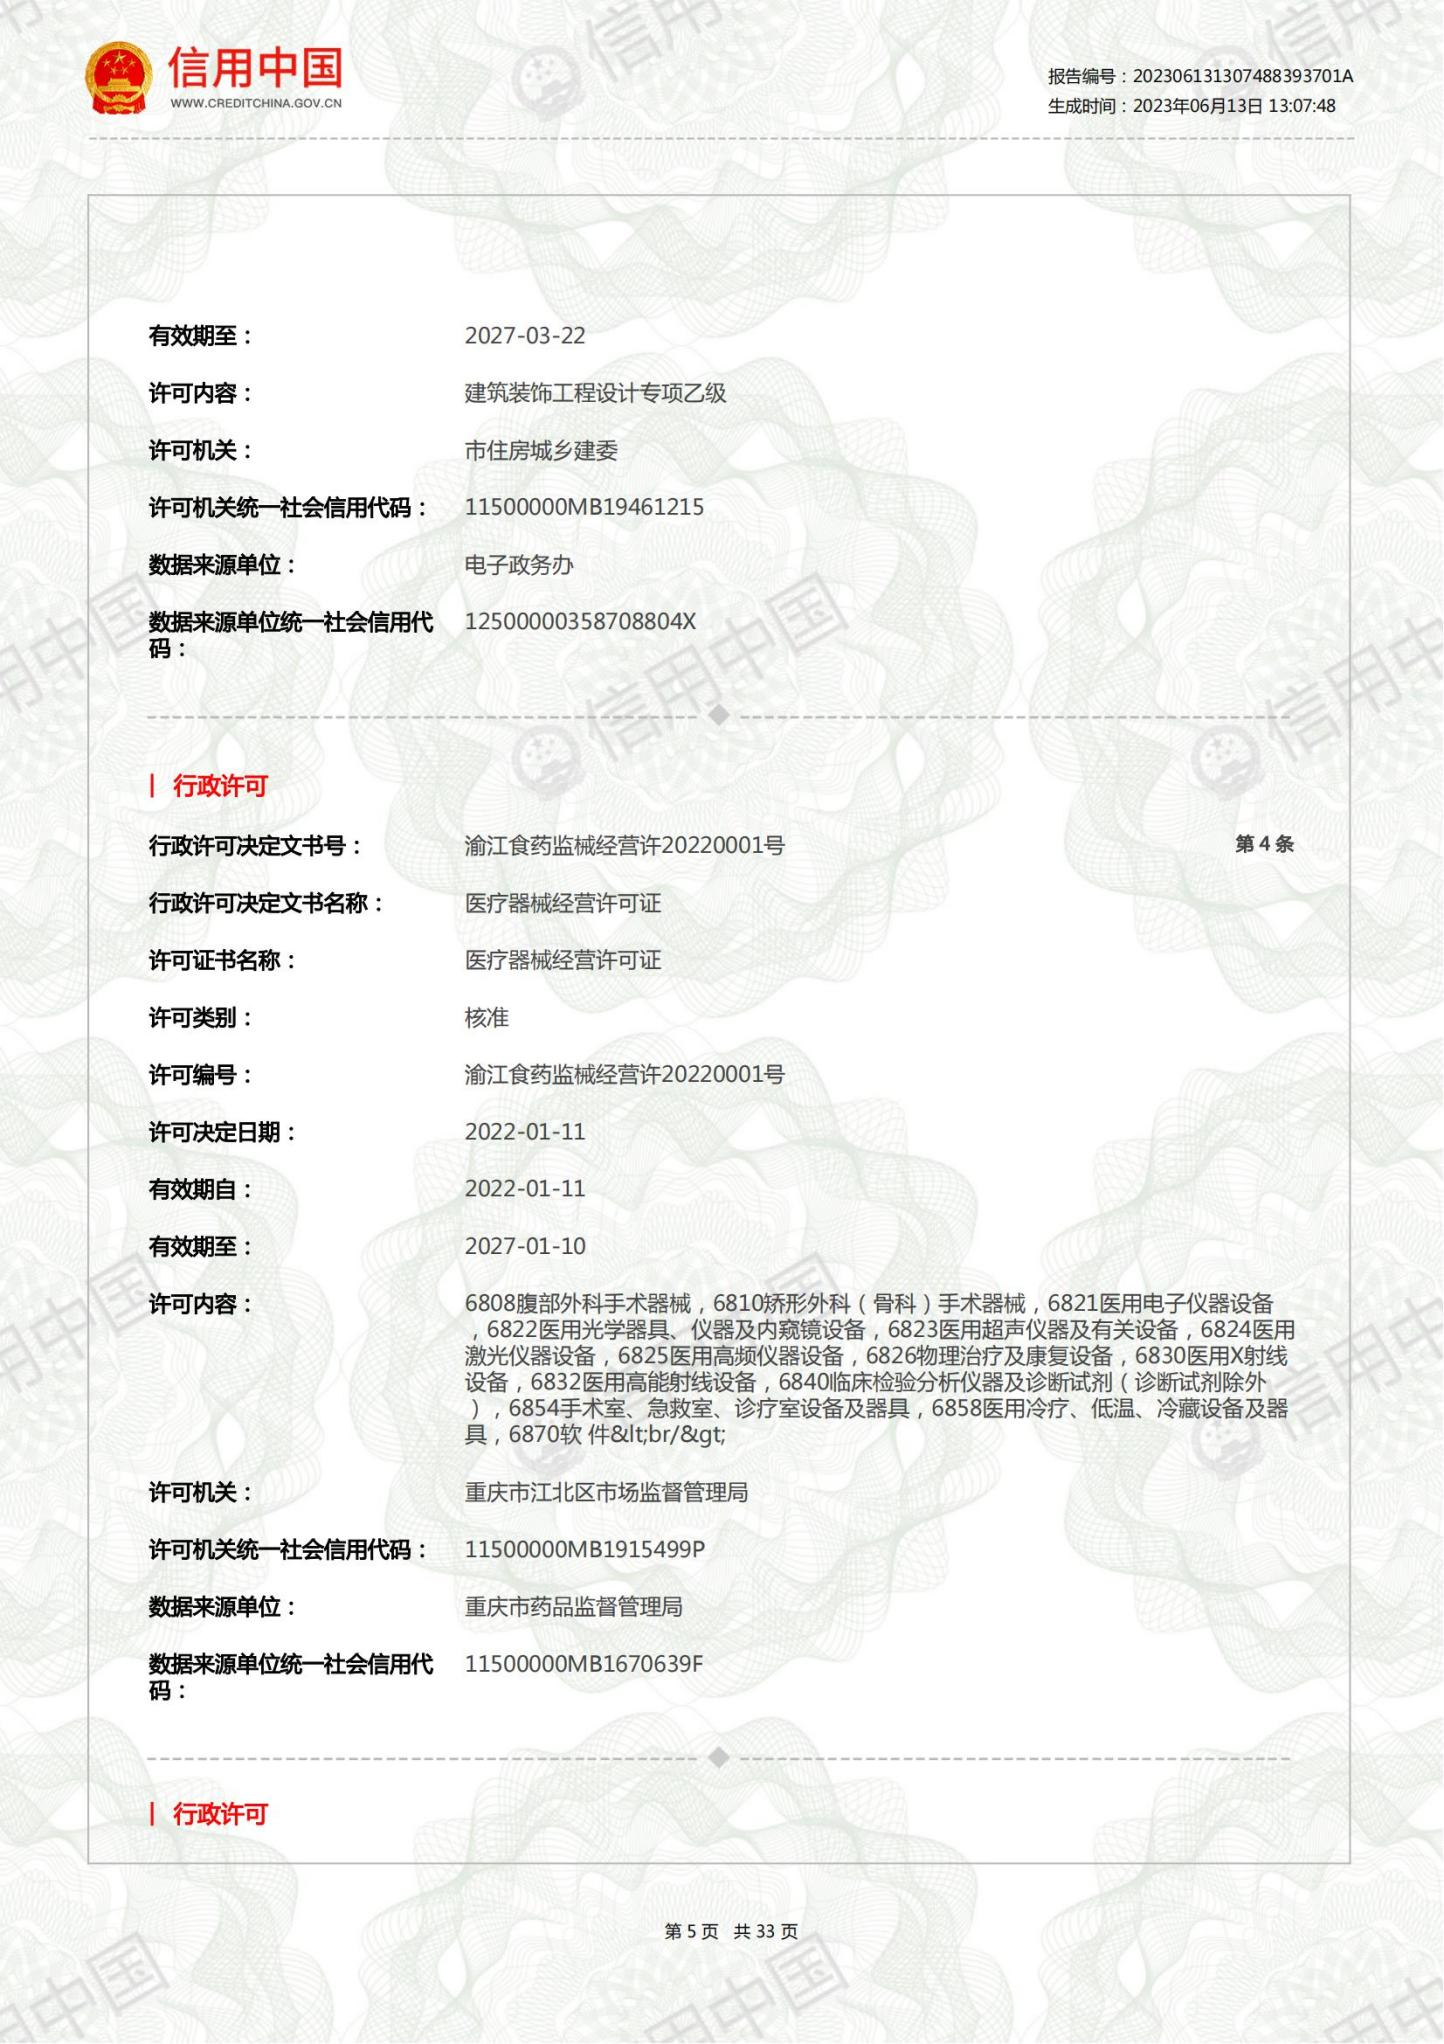 信用中国
WWW.CREDITCHINA.GOV.CN
报告编号：202306131307488393701A
生成时间：2023年06月13日 13:07:48
有效期至： 2027-03-22
许可内容： 建筑装饰工程设计专项乙级
许可机关： 市住房城乡建委
许可机关统一社会信用代码： 11500000MB19461215
数据来源单位： 电子政务办
数据来源单位统一社会信用代 12500000358708804X
码：
行政许可
行政许可决定文书号： 渝江食药监械经营许20220001号 第 4 条
行政许可决定文书名称： 医疗器械经营许可证
许可证书名称： 医疗器械经营许可证
许可类别： 核准
许可编号： 渝江食药监械经营许20220001号
许可决定日期： 2022-01-11
有效期自： 2022-01-11
有效期至： 2027-01-10
许可内容： 6808腹部外科手术器械，6810矫形外科（骨科）手术器械，6821医用电子仪器设备
，6822医用光学器具、仪器及内窥镜设备，6823医用超声仪器及有关设备，6824医用
激光仪器设备，6825医用高频仪器设备，6826物理治疗及康复设备，6830医用X射线
设备，6832医用高能射线设备，6840临床检验分析仪器及诊断试剂（诊断试剂除外
），6854手术室、急救室、诊疗室设备及器具，6858医用冷疗、低温、冷藏设备及器
具，6870软 件&lt;br/&gt;
许可机关： 重庆市江北区市场监督管理局
许可机关统一社会信用代码： 11500000MB1915499P
数据来源单位： 重庆市药品监督管理局
数据来源单位统一社会信用代 11500000MB1670639F
码：
行政许可
第 5 页 共 33 页